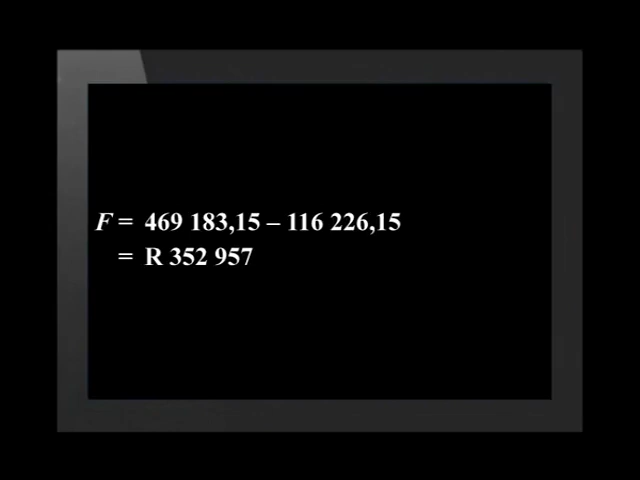 F = 469 183,15 – 116 226,15
= R 352 957